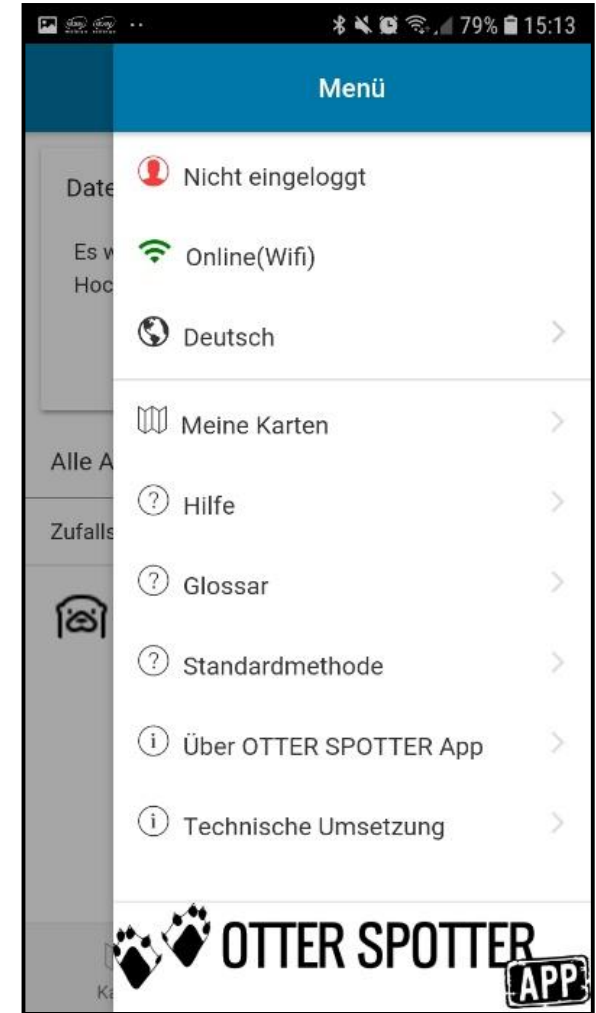 79% 15:13
Menü
Nicht eingeloggt
Date
Es w
Online(Wifi)
Hoc
Deutsch
Meine Karten
Alle A
Hilfe
Zufalls
Glossar
Standardmethode
Über OTTER SPOTTER App
Technische Umsetzung
OTTER SPOTTER
APP
Ka